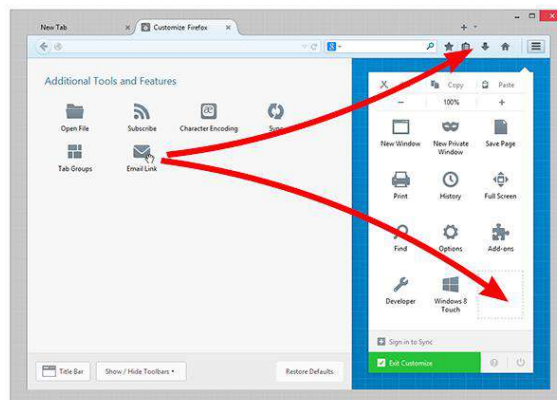 New Tab
Customize Firefox
Additional Tools and Features
Open File
Subscribe
Character Encoding
Tab Groups
Email Link
Copy
Paste
100%
New Window
New Private
Window
Save Page
Print
History
Full Screen
Find
Options
Add-ons
Developer
Windows 8
Touch
Sign in to Sync
Exit Customize
Title Bar
Show / Hide Toolbars
Restore Defaults